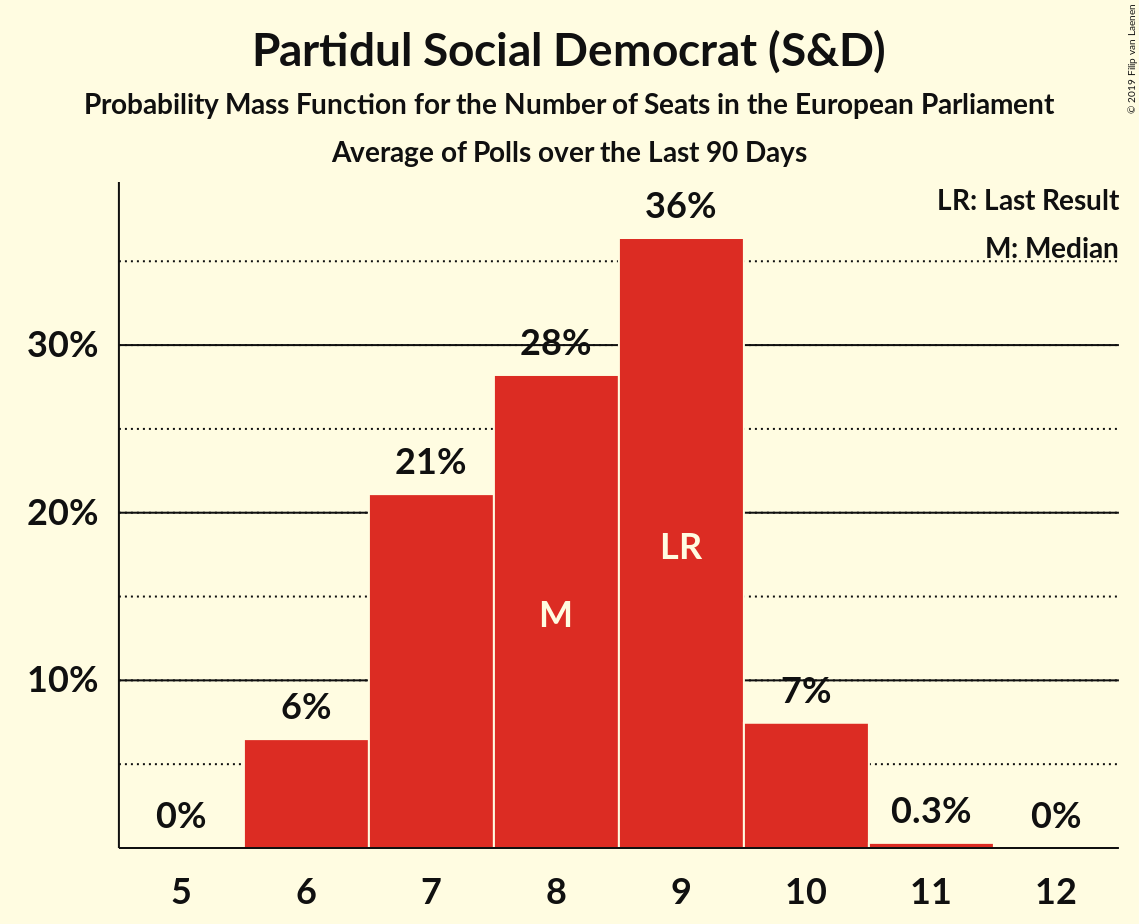 Partidul Social Democrat (S&D)
Probability Mass Function for the Number of Seats in the European Parliament
Average of Polls over the Last 90 Days
© 2019 Filip van Laenen
LR: Last Result
M: Median
36%
30%
28%
21%
20%
LR
M
10%
6%
7%
0%
0.3%
0%
5 6 7 8 9 10 11 12